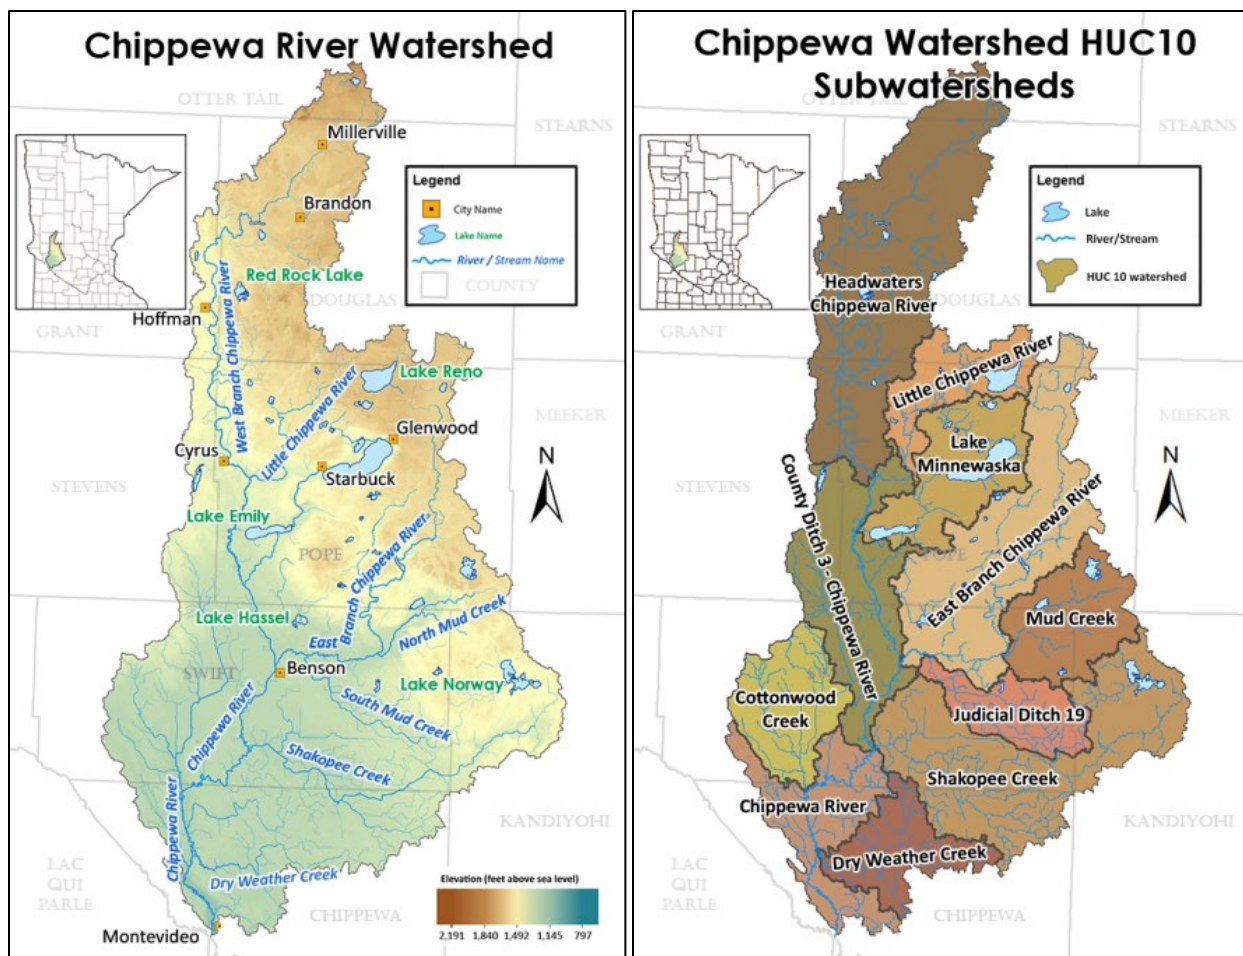 Chippewa River Watershed
OTTER TAIL
STEARNS
Millerville
Legend
City Name
Lake Name
River / Stream Name
COUNTY
Brandon
Red Rock Lake
DOUGLAS
Hoffman
GRANT
West Branch Chippewa River
Lake Reno
Little Chippewa River
MEEKER
Glenwood
Cyrus
Starbuck
N
STEVENS
Lake Emily
POPE
East Branch Chippewa River
Lake Hassel
North Mud Creek
Benson
SWIFT
Lake Norway
South Mud Creek
Chippewa River
Shakopee Creek
Chippewa River
KANDIYOHI
Dry Weather Creek
LAC
QUI
PARLE
Elevation (feet above sea level)
2,191 1,840 1,492 1,145 797
CHIPPEWA
Montevideo
Chippewa Watershed HUC10
Subwatersheds
OTTER TAIL
STEARNS
Legend
Lake
River/Stream
HUC 10 watershed
Headwaters
Chippewa River
DOUGLAS
GRANT
Little Chippewa River
MEEKER
Lake
Minnewaska
N
STEVENS
County Ditch 3 - Chippewa River
POPE
East Branch Chippewa River
Mud Creek
Cottonwood
Creek
Judicial Ditch 19
Shakopee Creek
Chippewa River
KANDIYOHI
Dry Weather Creek
LAC
QUI
PARLE
CHIPPEWA